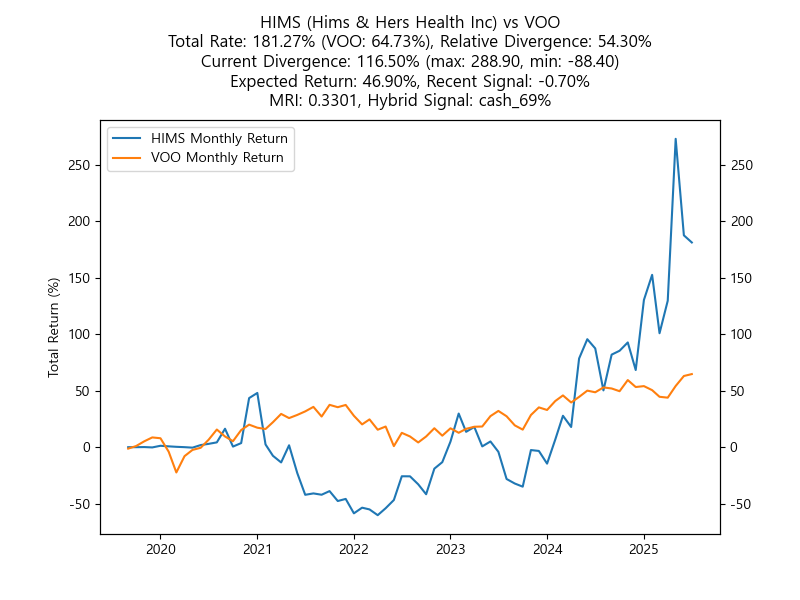 HIMS (Hims & Hers Health Inc) vs VOO
Total Rate: 181.27% (VOO: 64.73%), Relative Divergence: 54.30%
Current Divergence: 116.50% (max: 288.90, min: -88.40)
Expected Return: 46.90%, Recent Signal: -0.70%
MRI: 0.3301, Hybrid Signal: cash_69%
HIMS Monthly Return
VOO Monthly Return
Total Return (%)
250
200
150
100
50
0
-50
250
200
150
100
50
0
-50
2020
2021
2022
2023
2024
2025